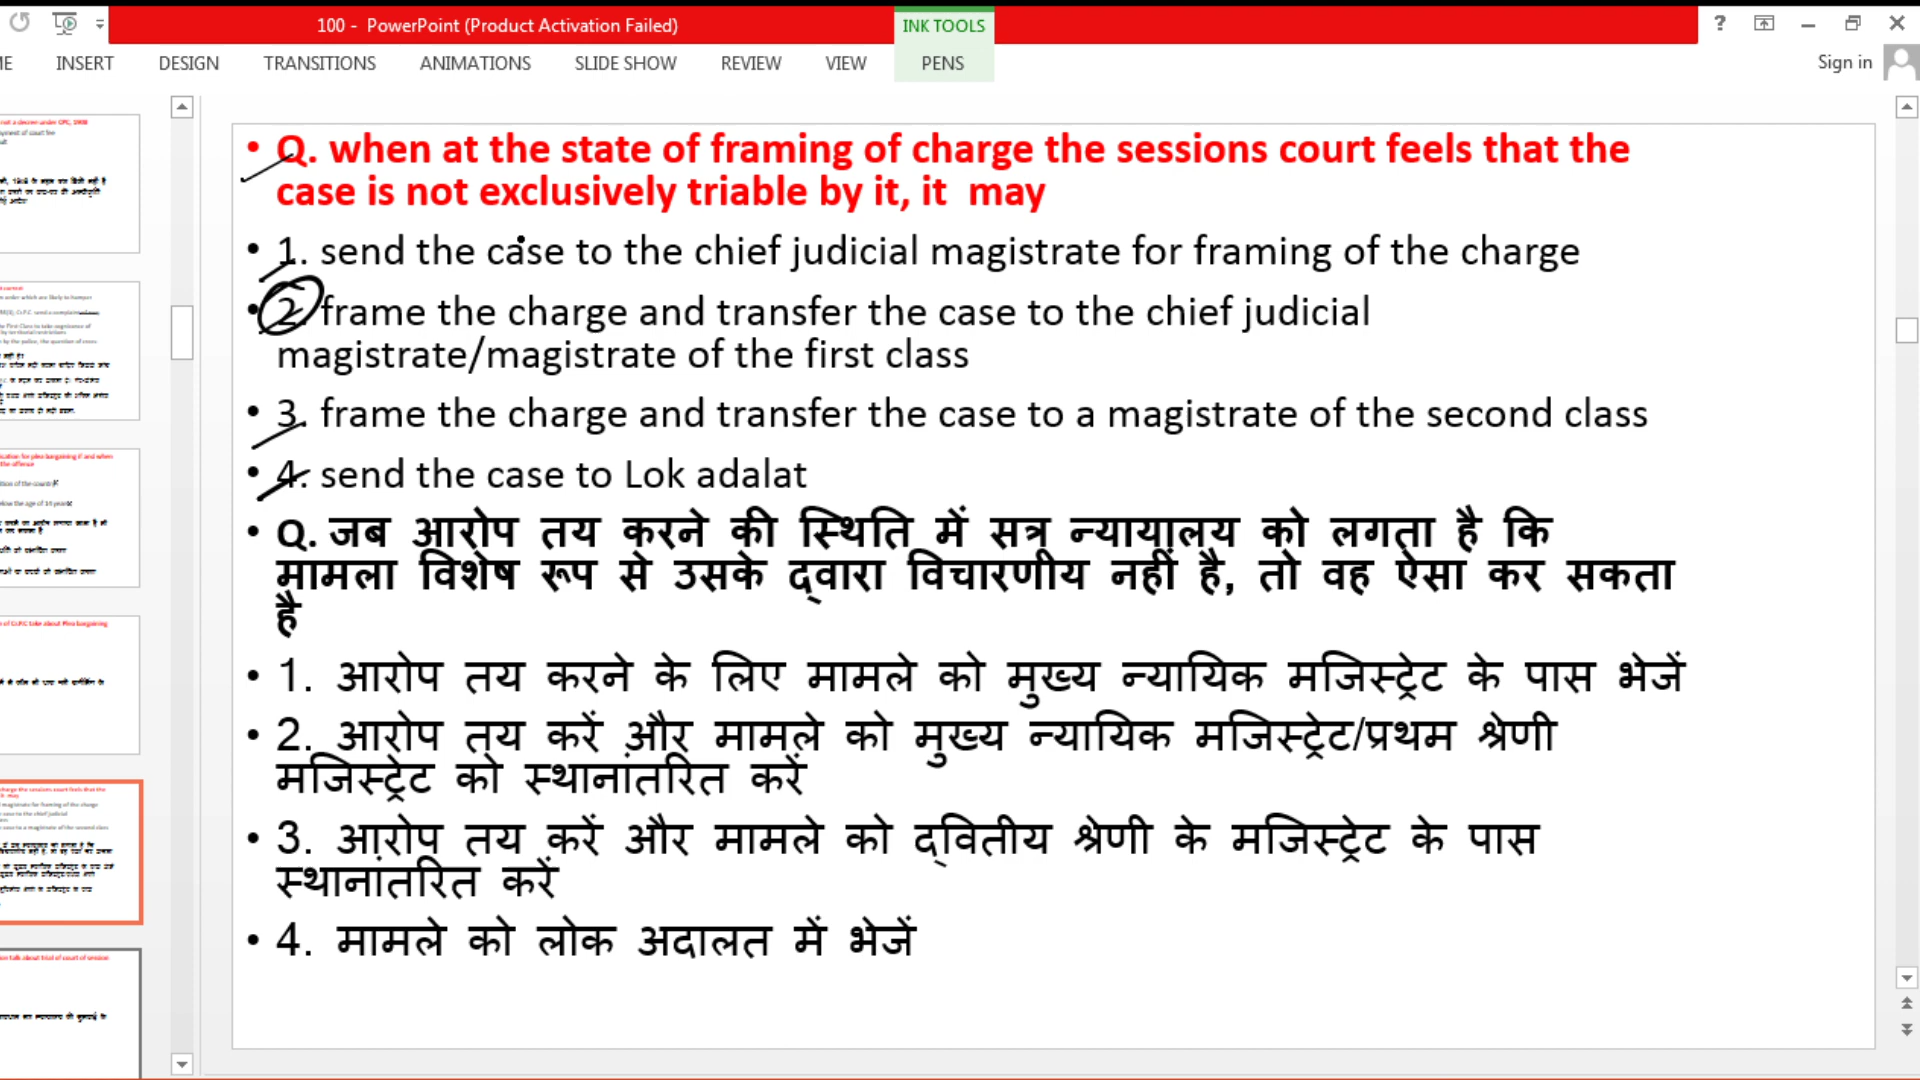 100 - PowerPoint (Product Activation Failed)
INK TOOLS
INSERT DESIGN TRANSITIONS ANIMATIONS SLIDE SHOW REVIEW VIEW PENS
Sign in
• Q. when at the state of framing of charge the sessions court feels that the
case is not exclusively triable by it, it may
• 1. send the case to the chief judicial magistrate for framing of the charge
• 2. frame the charge and transfer the case to the chief judicial
magistrate/magistrate of the first class
• 3. frame the charge and transfer the case to a magistrate of the second class
• 4. send the case to Lok adalat
• Q. जब आरोप तय करने की स्थिति में सत्र न्यायालय को लगता है कि
मामला विशेष रूप से उसके द्वारा विचारणीय नहीं है, तो वह ऐसा कर सकता
है
• 1. आरोप तय करने के लिए मामले को मुख्य न्यायिक मजिस्ट्रेट के पास भेजें
• 2. आरोप तय करें और मामले को मुख्य न्यायिक मजिस्ट्रेट/प्रथम श्रेणी
मजिस्ट्रेट को स्थानांतरित करें
• 3. आरोप तय करें और मामले को द्वितीय श्रेणी के मजिस्ट्रेट के पास
स्थानांतरित करें
• 4. मामले को लोक अदालत में भेजें